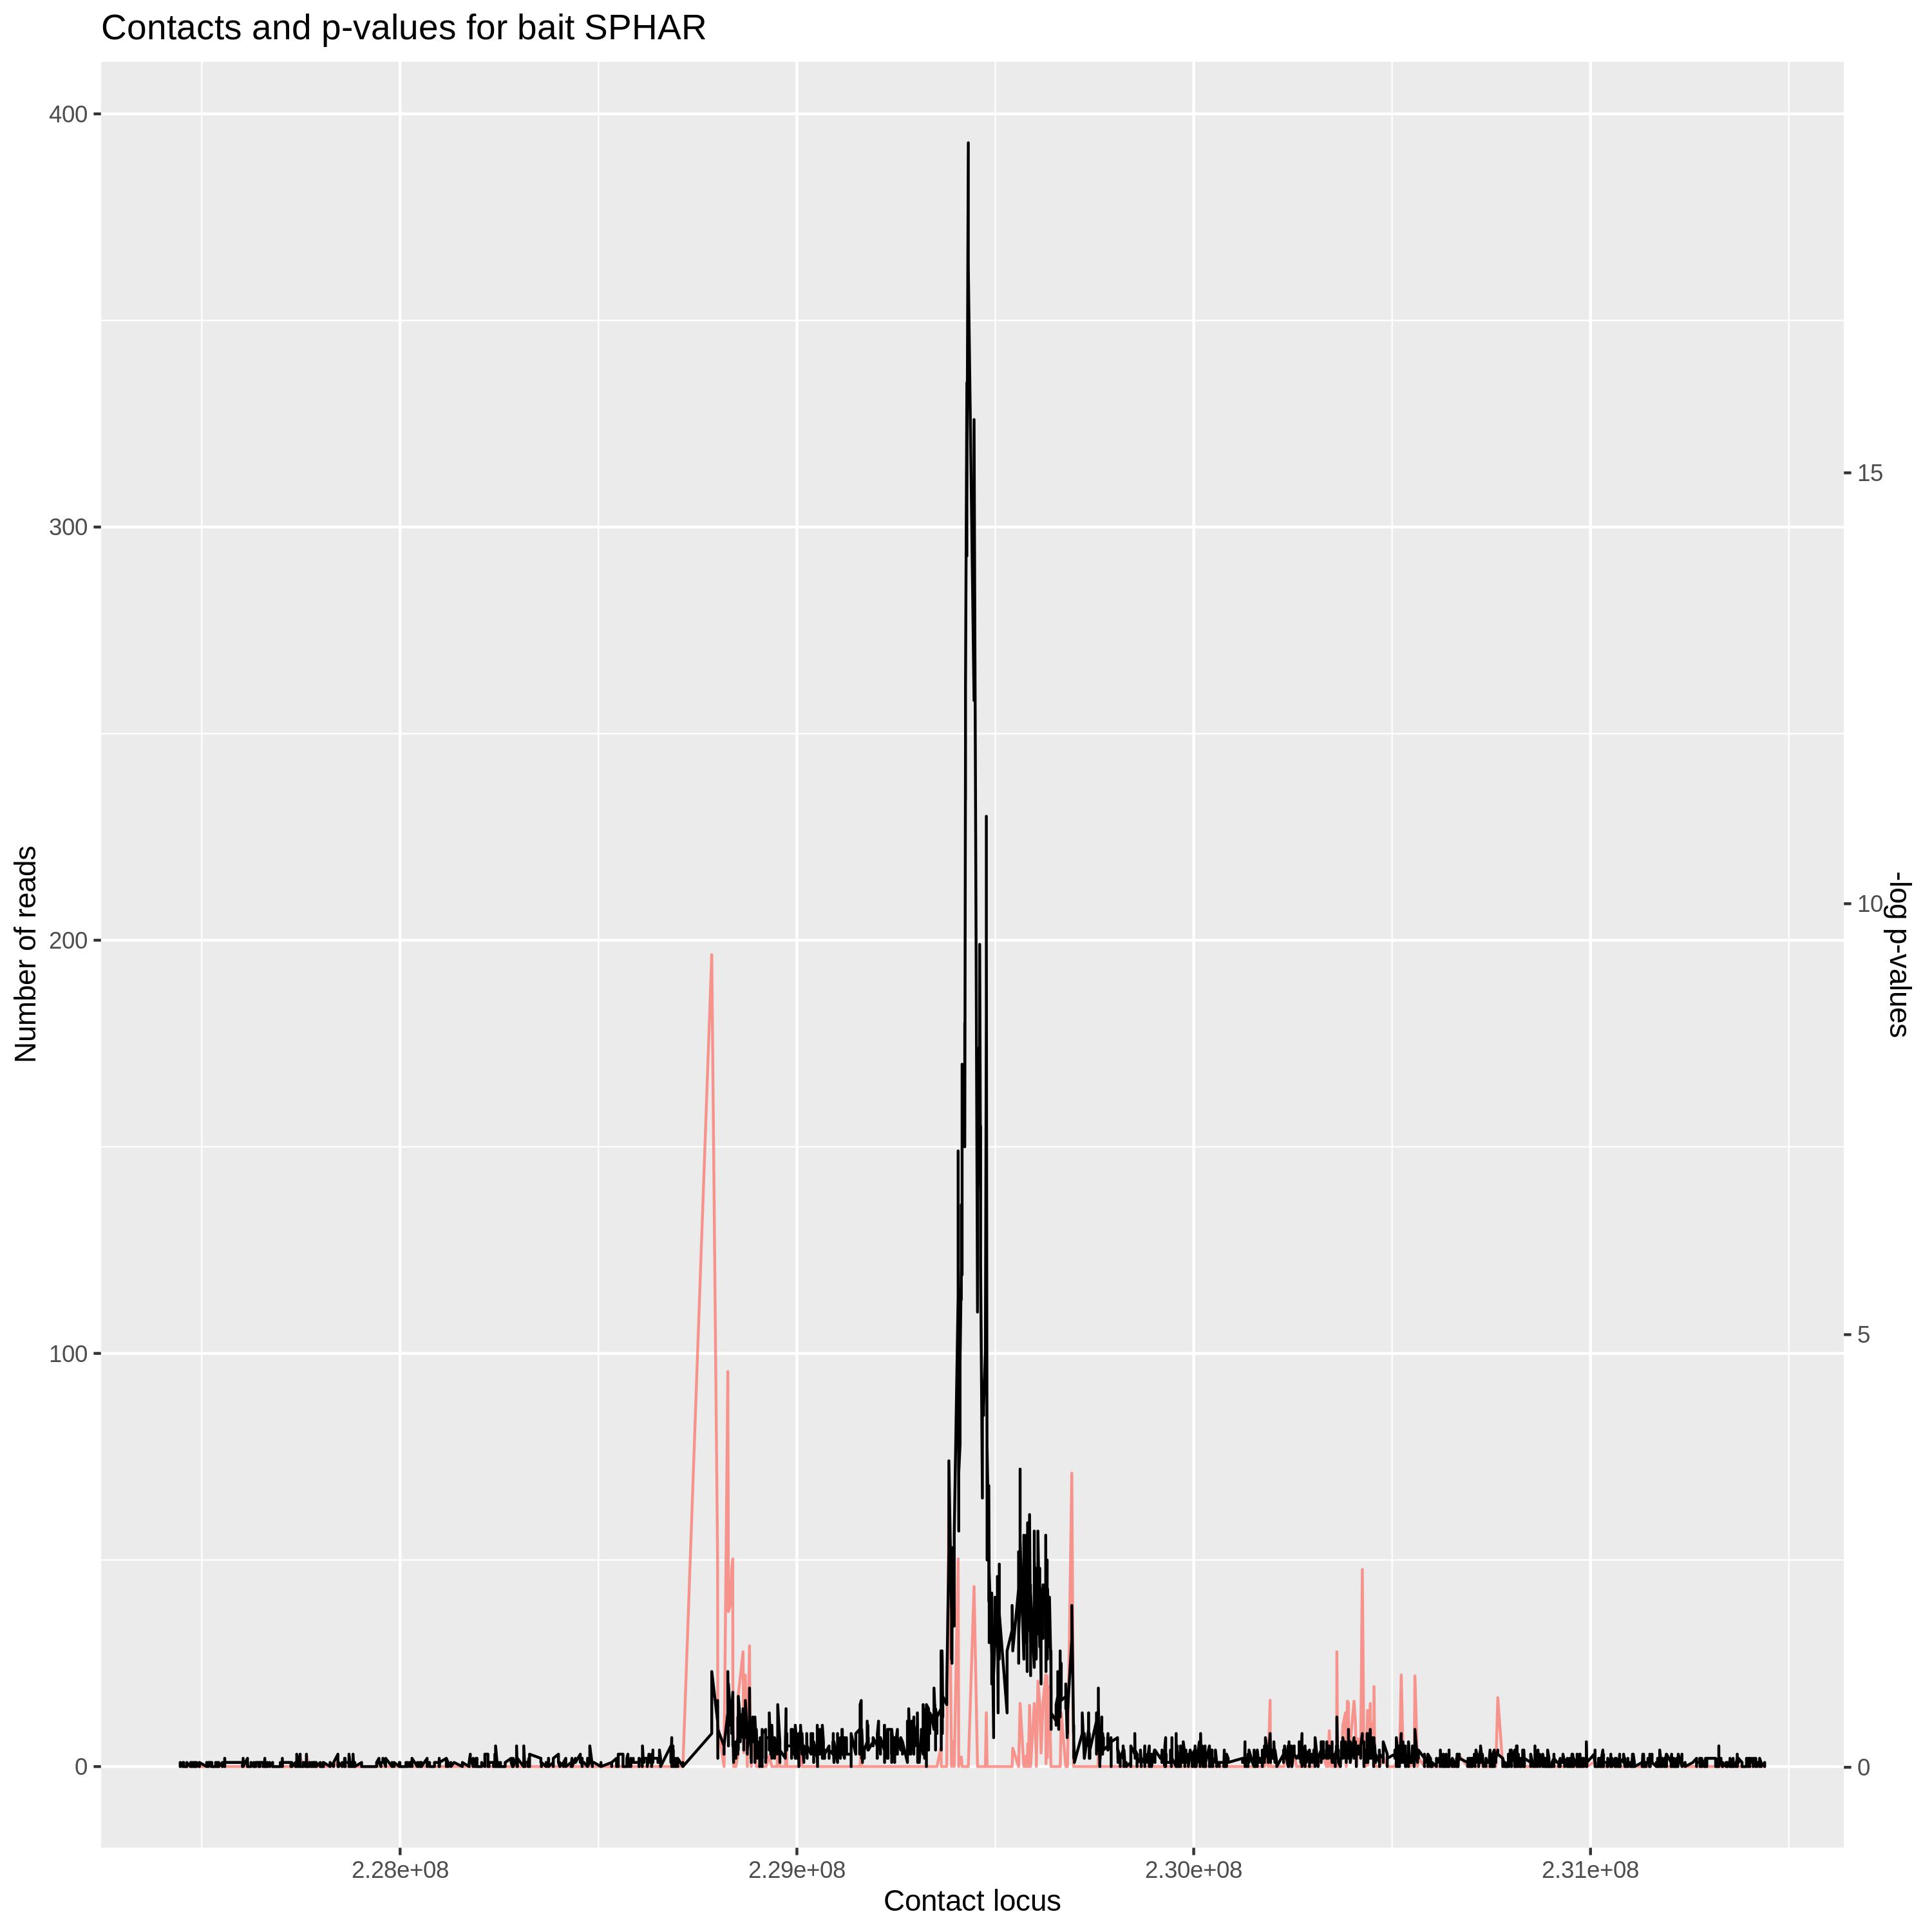 Contacts and p-values for bait SPHAR
400
300
200
100
0
Number of reads
15
10
5
0
-log p-values
2.28e+08
2.29e+08
2.30e+08
2.31e+08
Contact locus